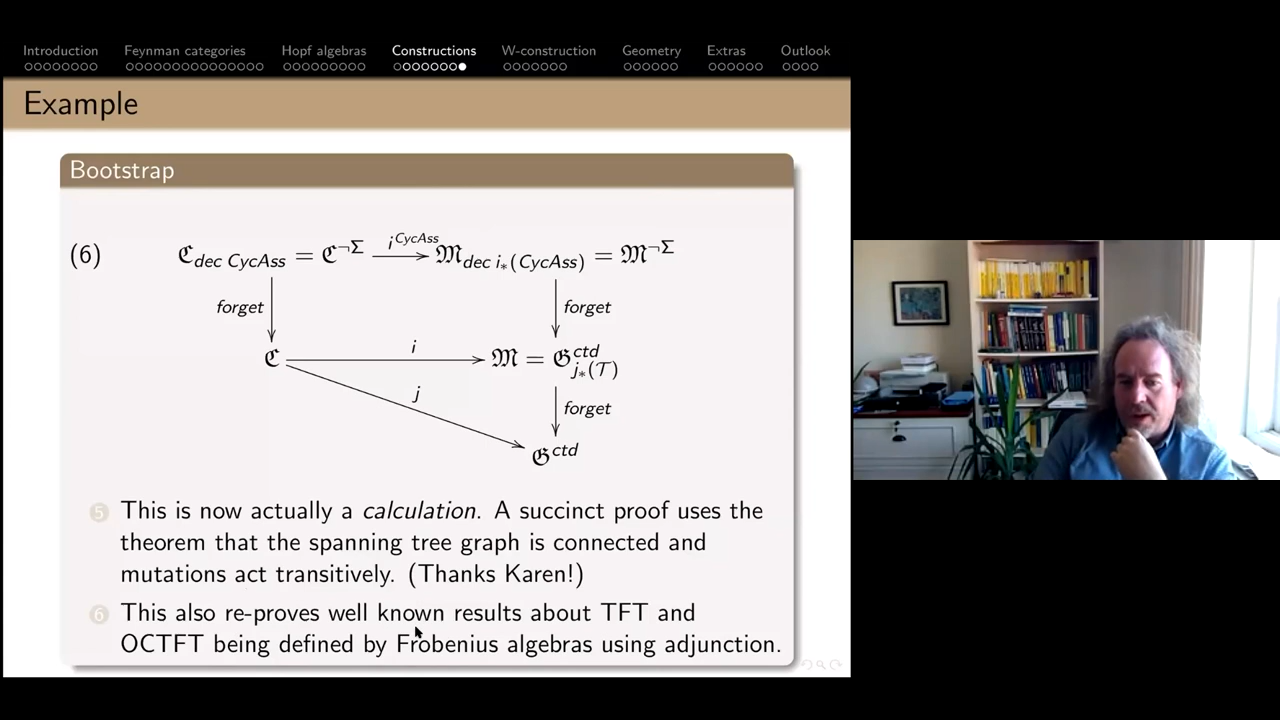 Introduction Feynman categories Hopf algebras Constructions W-construction Geometry Extras Outlook
Example
Bootstrap
(6) ℭ_{dec CycAss} = ℭ^{¬Σ} i^{CycAss} 𝔐_{dec i_*(CycAss)} = 𝔐^{¬Σ}
forget forget
ℭ i 𝔐 = 𝔊^{ctd}_{j_*(𝒯)}
j forget
𝔊^{ctd}
5 This is now actually a calculation. A succinct proof uses the
theorem that the spanning tree graph is connected and
mutations act transitively. (Thanks Karen!)
6 This also re-proves well known results about TFT and
OCTFT being defined by Frobenius algebras using adjunction.